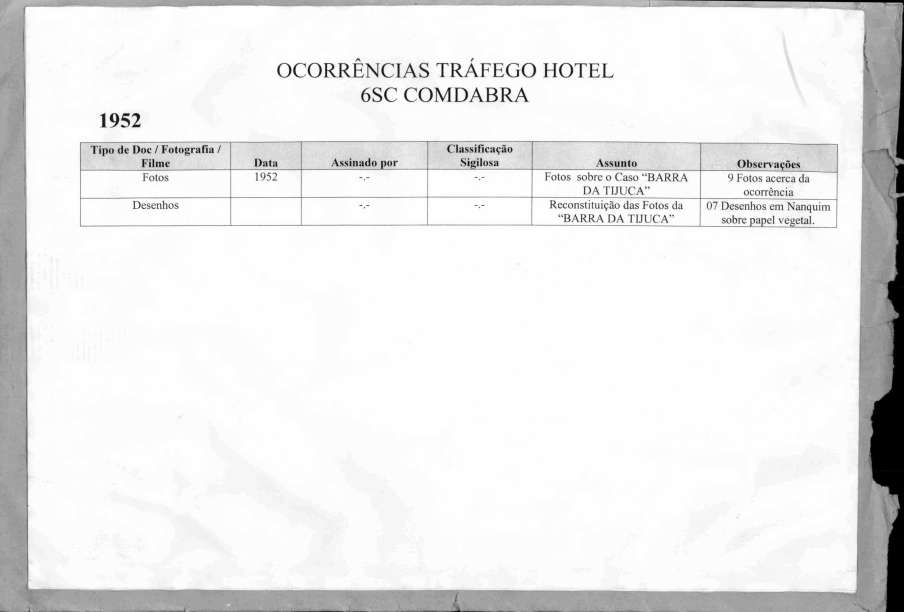 OCORRÊNCIAS TRÁFEGO HOTEL
6SC COMDABRA
1952
Tipo de Doc / Fotografia / Filme | Data | Assinado por | Classificação Sigilosa | Assunto | Observações
Fotos | 1952 | -.- | -.- | Fotos sobre o Caso “BARRA DA TIJUCA” | 9 Fotos acerca da ocorrência
Desenhos | | -.- | -.- | Reconstituição das Fotos da “BARRA DA TIJUCA” | 07 Desenhos em Nanquim sobre papel vegetal.